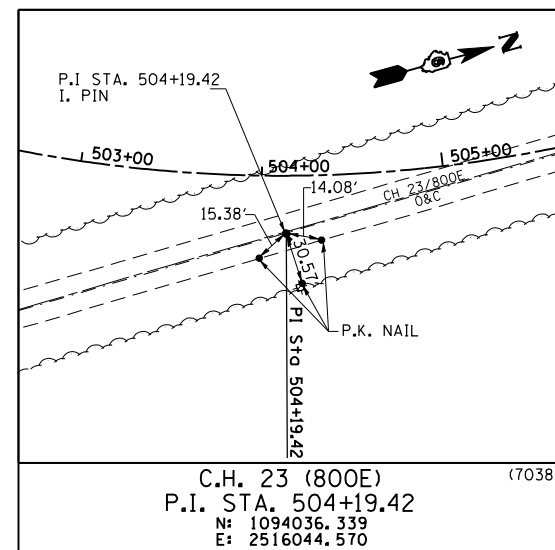 N
P.I STA. 504+19.42
I. PIN
503+00
504+00
505+00
14.08'
CH 23/800E
O&C
15.38'
30.57'
P.K. NAIL
PI Sta 504+19.42
C.H. 23 (800E)
(7038
P.I. STA. 504+19.42
N: 1094036.339
E: 2516044.570